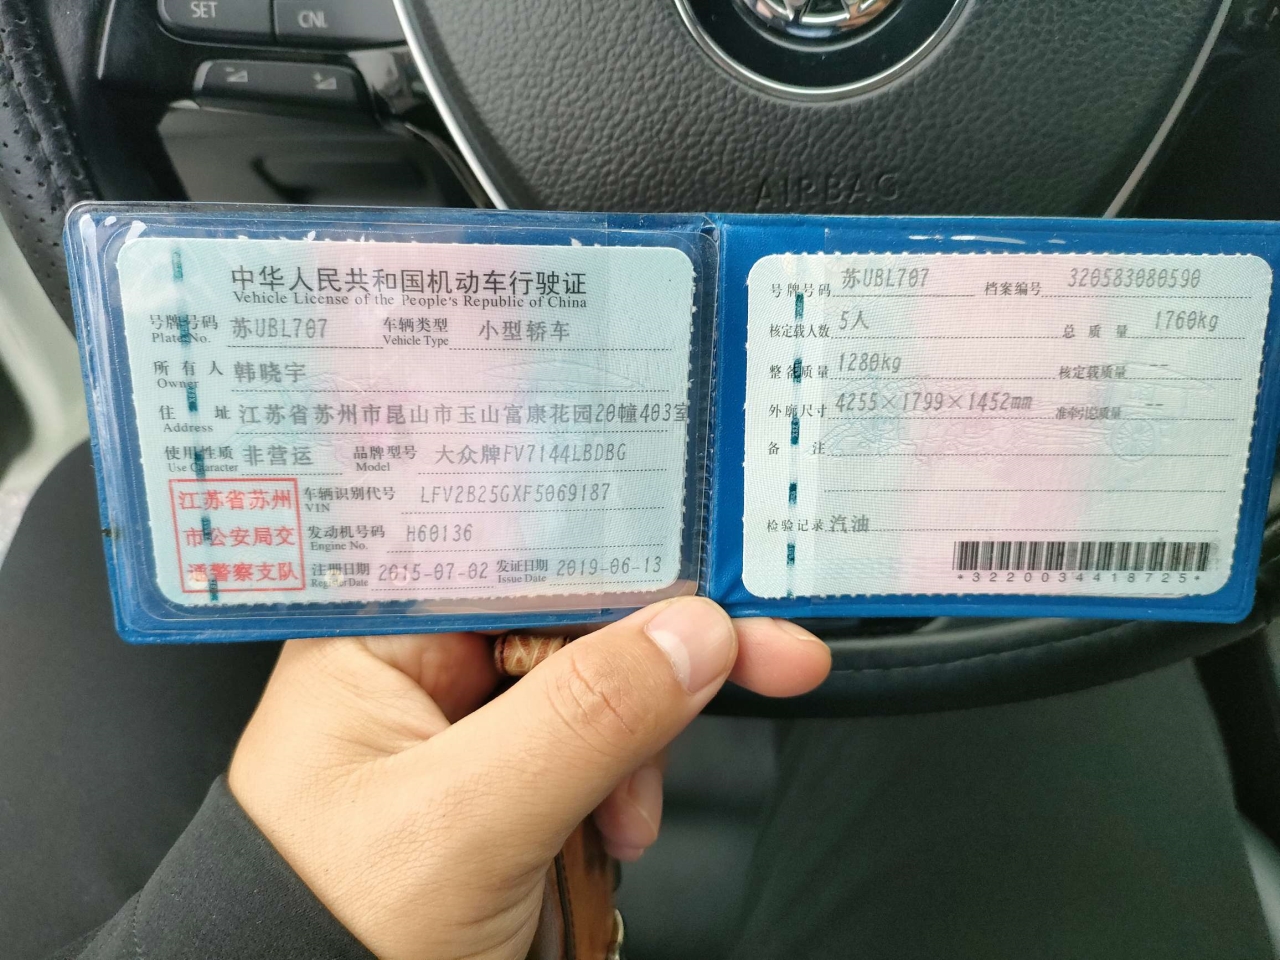 SET
CNL
AIRBAG
中华人民共和国机动车行驶证
Vehicle License of the People's Republic of China
号牌号码 苏UBL707 车辆类型 小型轿车
Plate No. Vehicle Type
所有人 韩晓宇
Owner
住址 江苏省苏州市昆山市玉山富康花园20幢403室
Address
使用性质 非营运 品牌型号 大众牌FV7144LBDBG
Use Character Model
江苏省苏州
市公安局交
通警察支队
车辆识别代号 LFV2B25GXF5069187
VIN
发动机号码 H60136
Engine No.
注册日期 2015-07-02 发证日期 2019-06-13
Register Date Issue Date
号牌号码 苏UBL707 档案编号 320583080590
核定载人数 5人 总质量 1760kg
整备质量 1280kg 核定载质量 --
外廓尺寸 4255×1799×1452mm 准牵引总质量 --
备注
检验记录 汽油
*3220034418725*